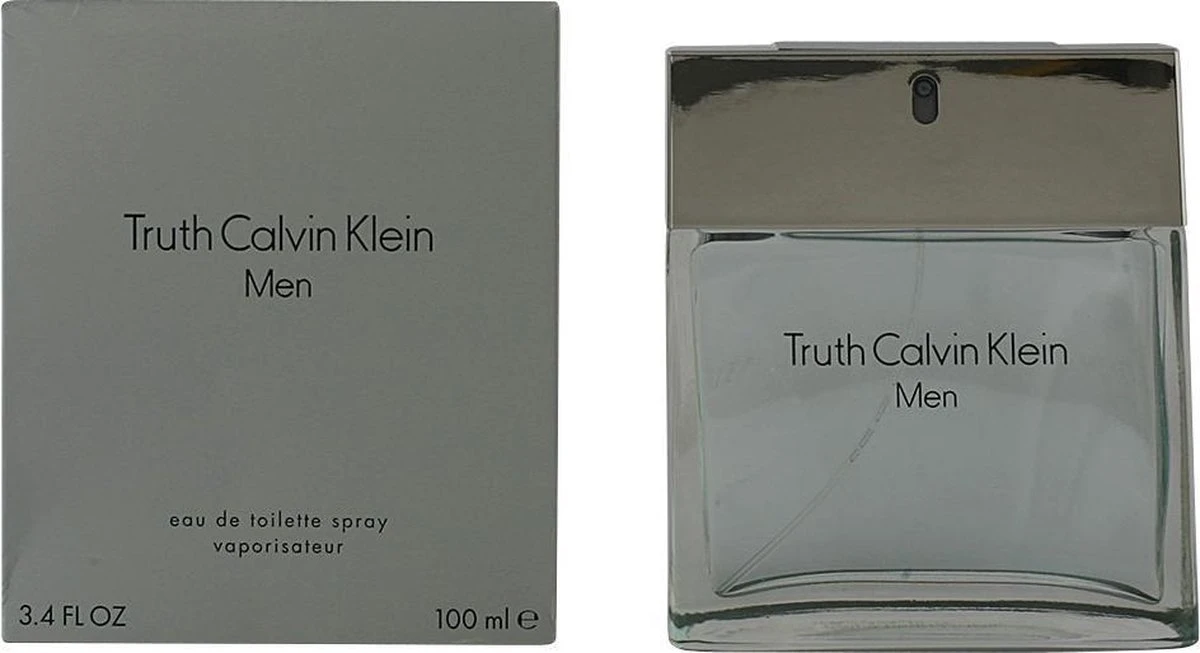 Truth Calvin Klein
Men
eau de toilette spray
vaporisateur
3.4 FL OZ 100 ml ℮
Truth Calvin Klein
Men